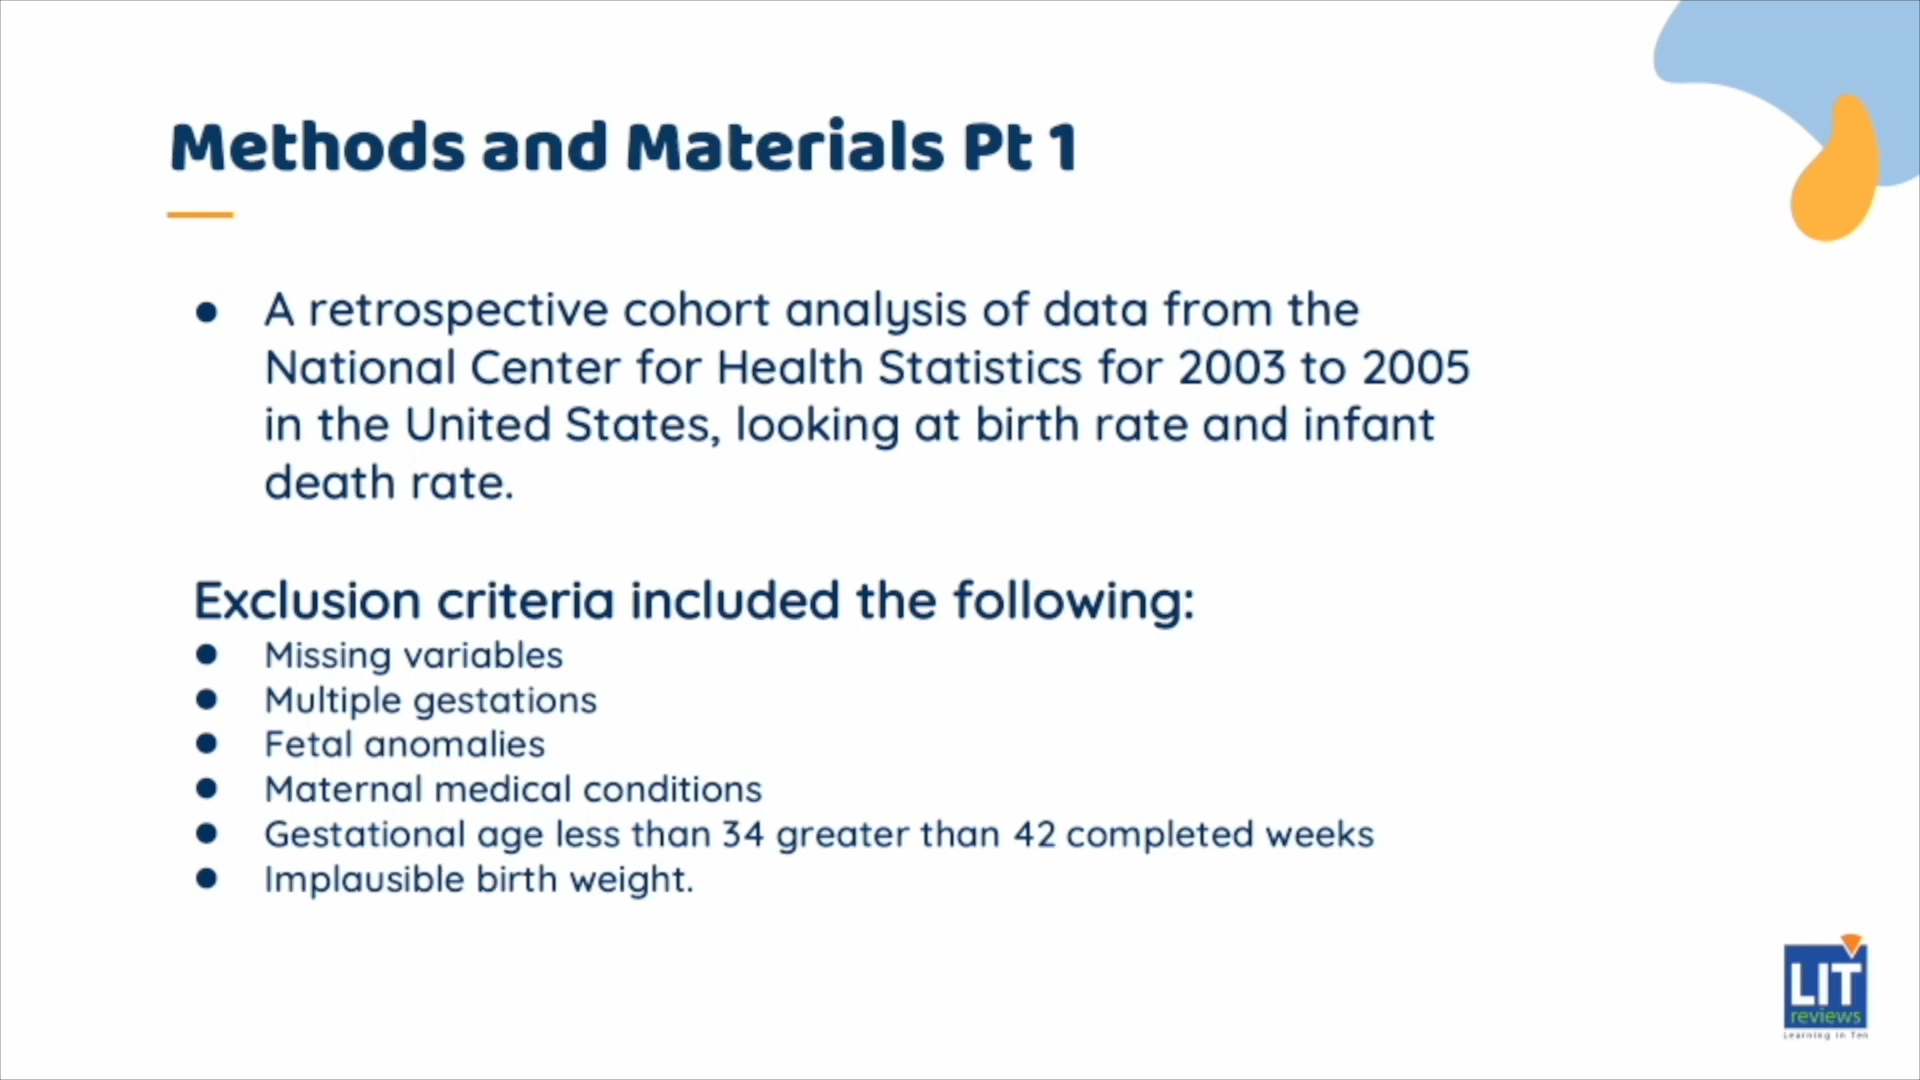 Methods and Materials Pt 1
● A retrospective cohort analysis of data from the
National Center for Health Statistics for 2003 to 2005
in the United States, looking at birth rate and infant
death rate.
Exclusion criteria included the following:
● Missing variables
● Multiple gestations
● Fetal anomalies
● Maternal medical conditions
● Gestational age less than 34 greater than 42 completed weeks
● Implausible birth weight.
LIT
reviews
Learning in Ten